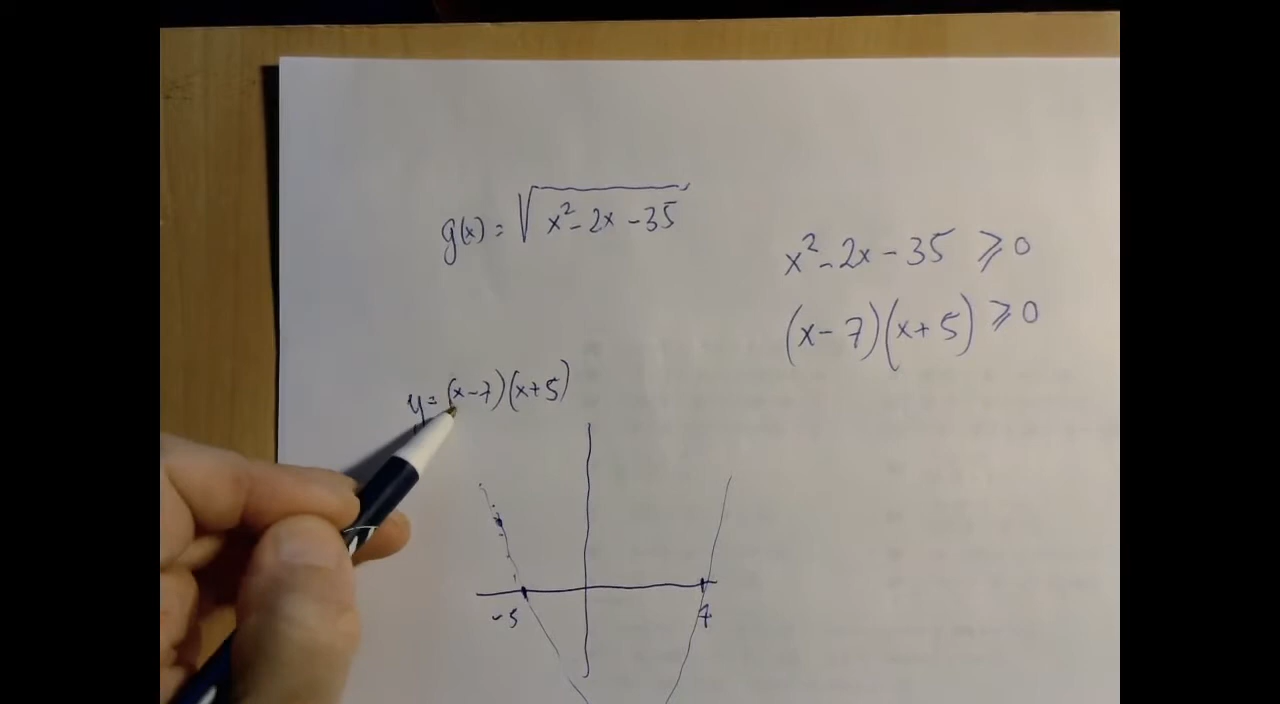 g(x) = √(x² - 2x - 35)
x² - 2x - 35 ⩾ 0
(x - 7)(x + 5) ⩾ 0
y = (x - 7)(x + 5)
-5
7